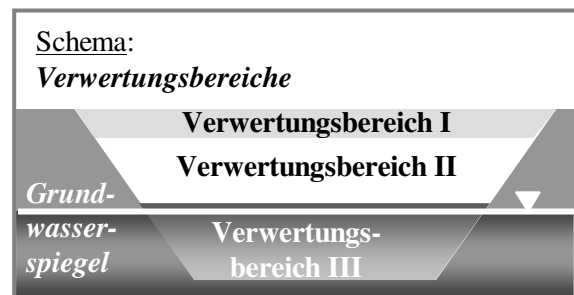 Schema:
Verwertungsbereiche
Verwertungsbereich I
Verwertungsbereich II
Grund-
wasser-
spiegel
Verwertungs-
bereich III